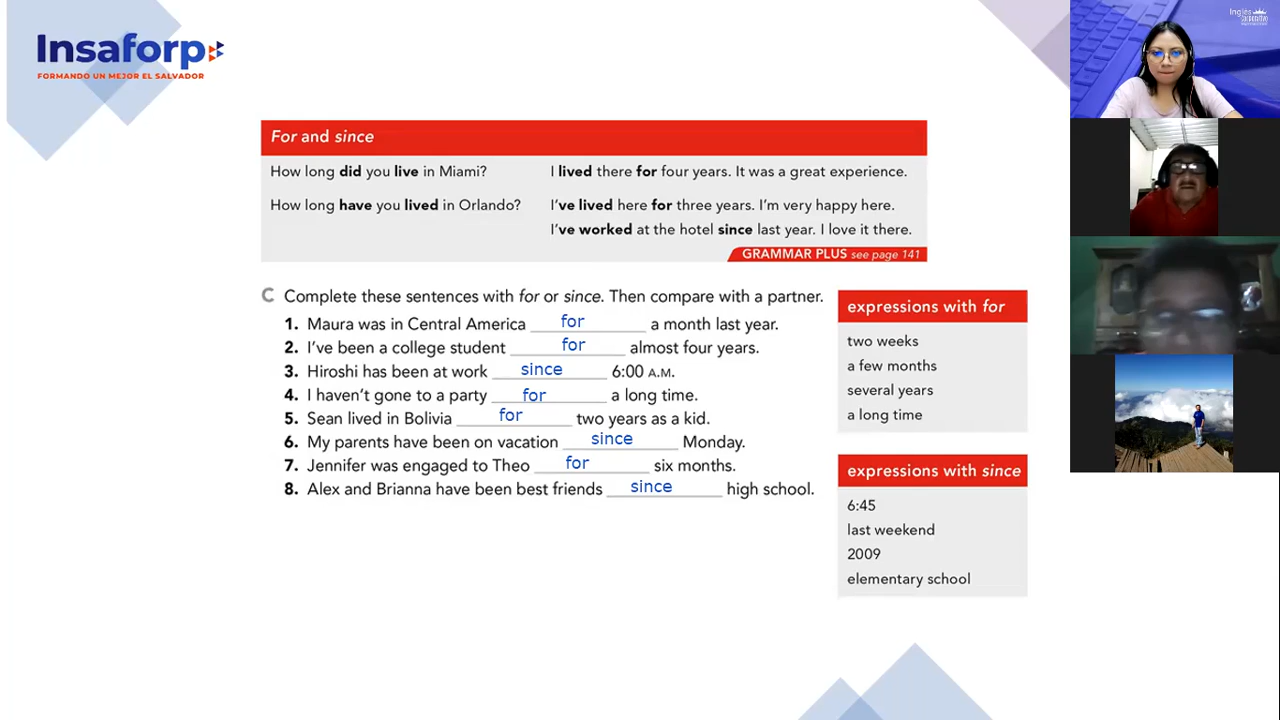 Insaforp
FORMANDO UN MEJOR EL SALVADOR
For and since
How long did you live in Miami? I lived there for four years. It was a great experience.
How long have you lived in Orlando? I've lived here for three years. I'm very happy here.
I've worked at the hotel since last year. I love it there.
GRAMMAR PLUS see page 141
C Complete these sentences with for or since. Then compare with a partner.
1. Maura was in Central America for a month last year.
2. I've been a college student for almost four years.
3. Hiroshi has been at work since 6:00 A.M.
4. I haven't gone to a party for a long time.
5. Sean lived in Bolivia for two years as a kid.
6. My parents have been on vacation since Monday.
7. Jennifer was engaged to Theo for six months.
8. Alex and Brianna have been best friends since high school.
expressions with for
two weeks
a few months
several years
a long time
expressions with since
6:45
last weekend
2009
elementary school
Inglés